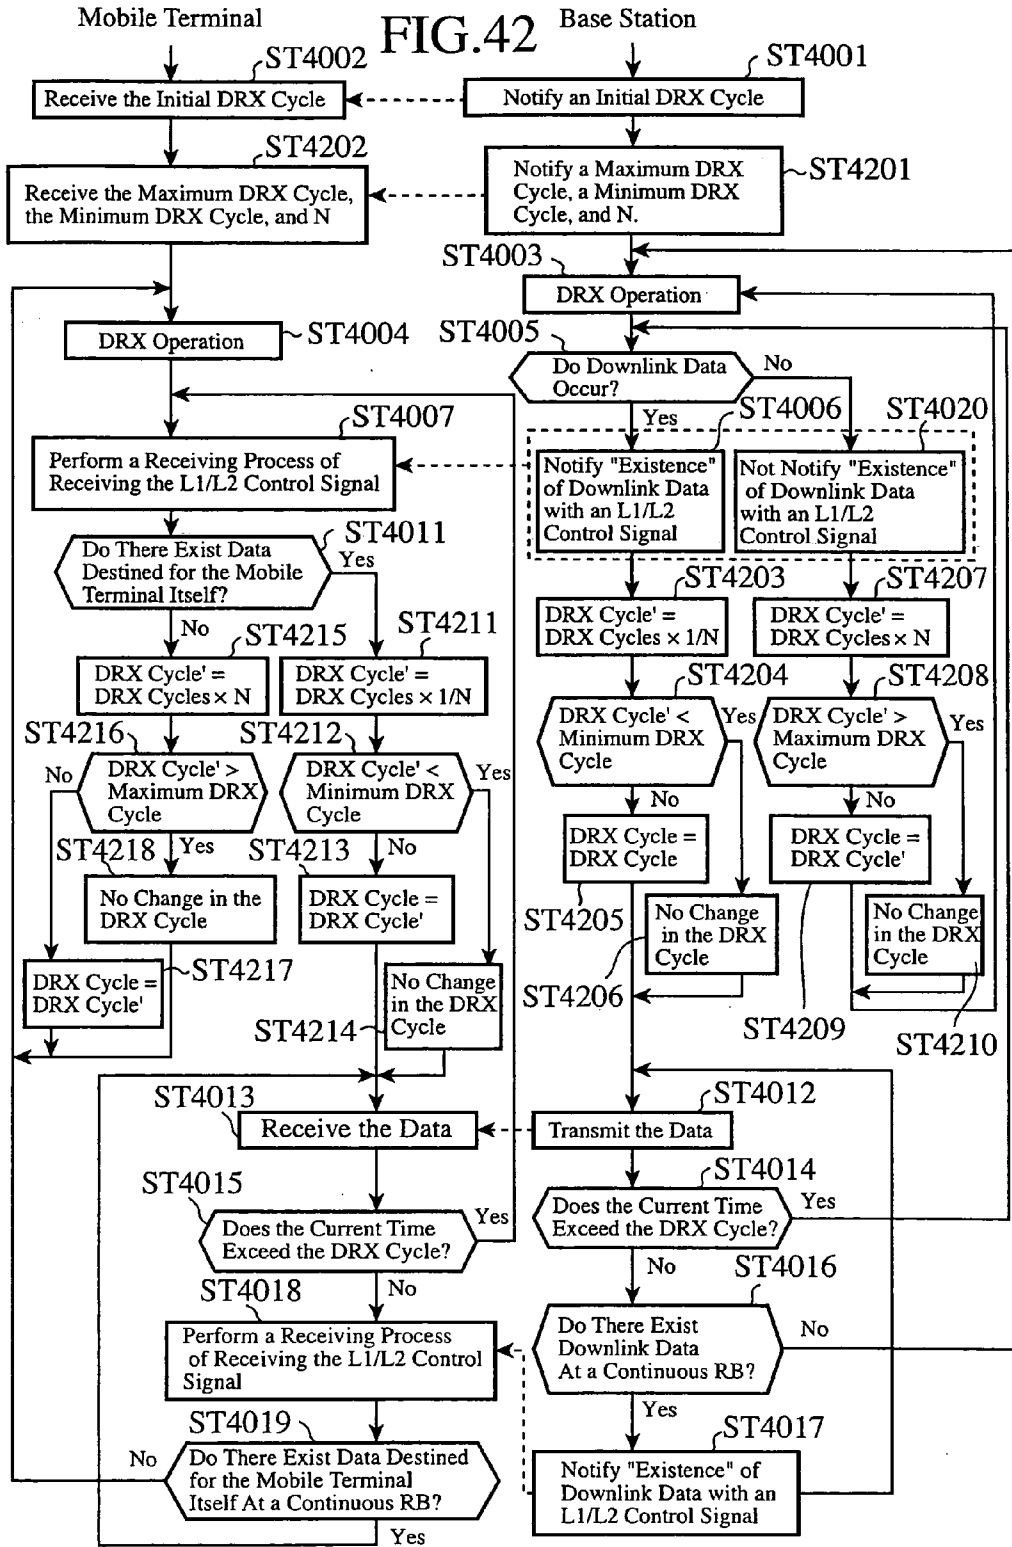 Mobile Terminal
FIG.42
Base Station
ST4002
ST4001
Receive the Initial DRX Cycle
Notify an Initial DRX Cycle
ST4202
ST4201
Receive the Maximum DRX Cycle,
the Minimum DRX Cycle, and N
Notify a Maximum DRX
Cycle, a Minimum DRX
Cycle, and N.
ST4003
DRX Operation
ST4004
DRX Operation
ST4005
Do Downlink Data
Occur?
No
Yes
ST4006
ST4020
ST4007
Perform a Receiving Process of
Receiving the L1/L2 Control Signal
Notify "Existence"
of Downlink Data
with an L1/L2
Control Signal
Not Notify "Existence"
of Downlink Data
with an L1/L2
Control Signal
ST4011
Do There Exist Data
Destined for the Mobile
Terminal Itself?
Yes
No
ST4203
ST4207
DRX Cycle' =
DRX Cycles × 1/N
DRX Cycle' =
DRX Cycles × N
ST4215
ST4211
DRX Cycle' =
DRX Cycles × N
DRX Cycle' =
DRX Cycles × 1/N
ST4204
ST4208
DRX Cycle' <
Minimum DRX
Cycle
Yes
No
DRX Cycle' >
Maximum DRX
Cycle
Yes
No
ST4216
ST4212
No
DRX Cycle' >
Maximum DRX
Cycle
Yes
DRX Cycle' <
Minimum DRX
Cycle
Yes
No
DRX Cycle =
DRX Cycle
DRX Cycle =
DRX Cycle'
ST4218
ST4213
No Change in the
DRX Cycle
DRX Cycle =
DRX Cycle'
ST4205
No Change
in the DRX
Cycle
No Change
in the DRX
Cycle
ST4217
DRX Cycle =
DRX Cycle'
No Change
in the DRX
Cycle
ST4206
ST4214
ST4209
ST4210
ST4013
ST4012
Receive the Data
Transmit the Data
ST4015
ST4014
Does the Current Time
Exceed the DRX Cycle?
Yes
No
Does the Current Time
Exceed the DRX Cycle?
Yes
No
ST4018
ST4016
Perform a Receiving Process
of Receiving the L1/L2 Control
Signal
Do There Exist
Downlink Data
At a Continuous RB?
No
Yes
ST4019
ST4017
No
Do There Exist Data Destined
for the Mobile Terminal
Itself At a Continuous RB?
Yes
Notify "Existence" of
Downlink Data with an
L1/L2 Control Signal